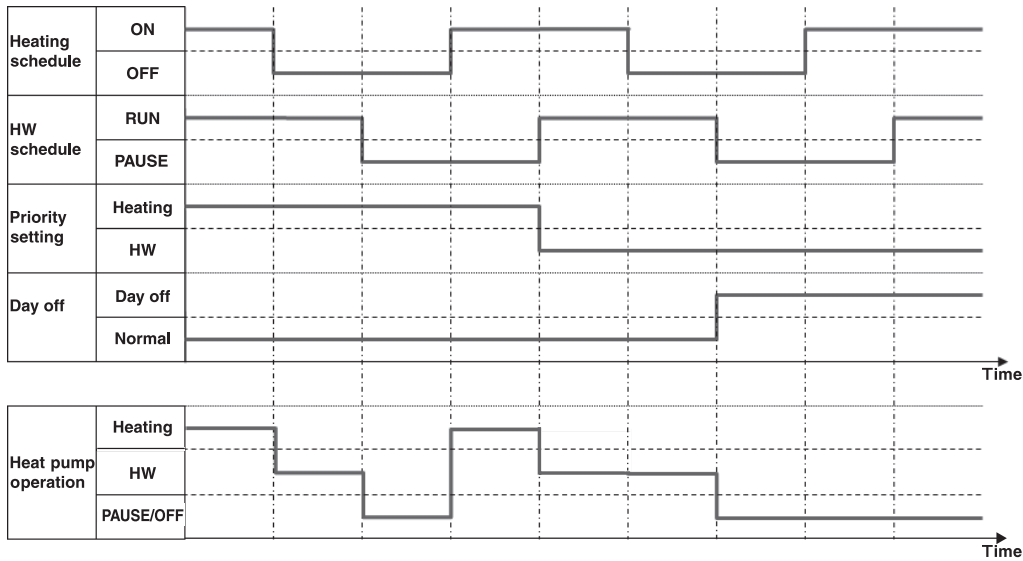 Heating
schedule
ON
OFF
HW
schedule
RUN
PAUSE
Priority
setting
Heating
HW
Day off
Day off
Normal
Time
Heat pump
operation
Heating
HW
PAUSE/OFF
Time